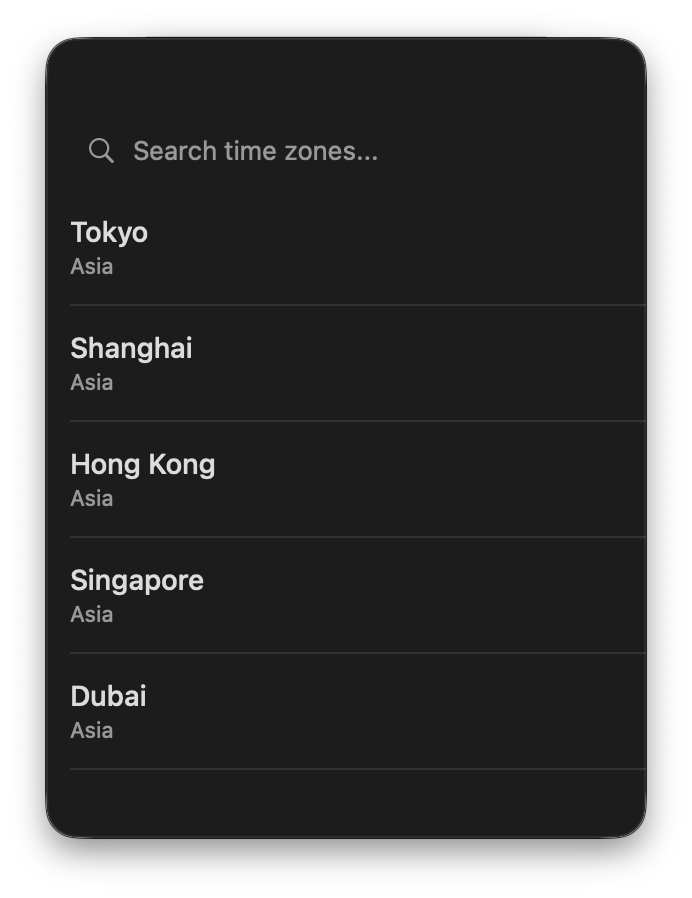 Search time zones...
Tokyo
Asia
Shanghai
Asia
Hong Kong
Asia
Singapore
Asia
Dubai
Asia